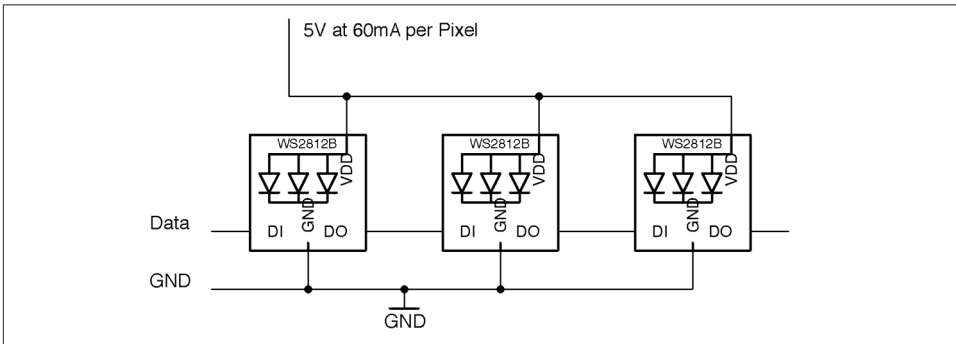 5V at 60mA per Pixel
WS2812B
VDD
GND
DI
DO
WS2812B
VDD
GND
DI
DO
WS2812B
VDD
GND
DI
DO
Data
GND
GND